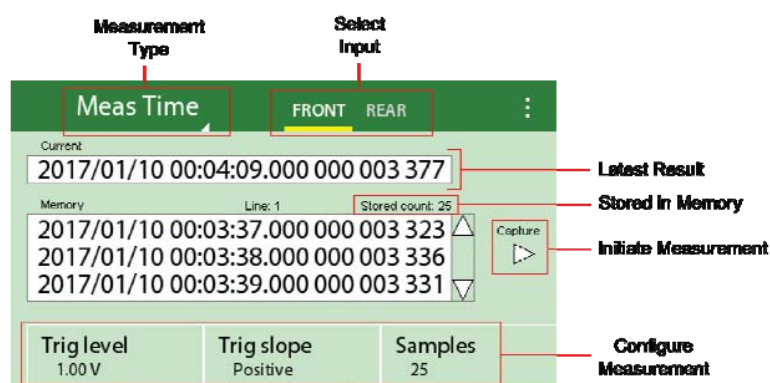 Measurement
Type
Select
Input
Meas Time
FRONT REAR
Current
2017/01/10 00:04:09.000 000 003 377
Latest Result
Memory Line: 1 Stored count: 25
Stored in Memory
2017/01/10 00:03:37.000 000 003 323
2017/01/10 00:03:38.000 000 003 336
2017/01/10 00:03:39.000 000 003 331
Capture
Initiate Measurement
Trig level Trig slope Samples
1.00 V Positive 25
Configure
Measurement